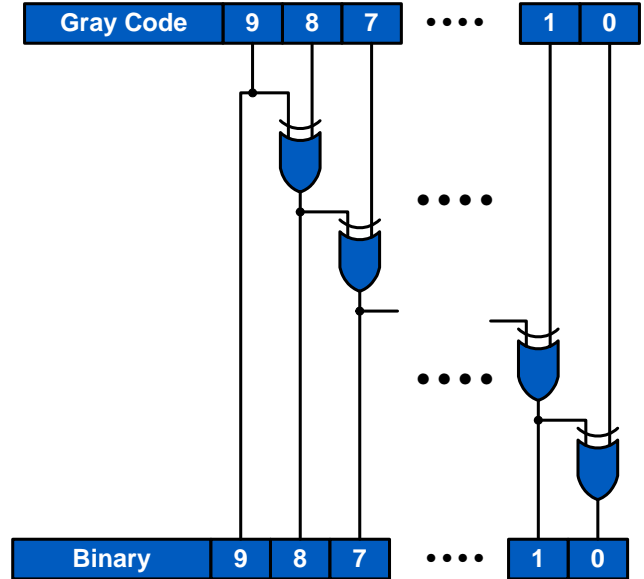 Gray Code 9 8 7 •••• 1 0
Binary 9 8 7 •••• 1 0